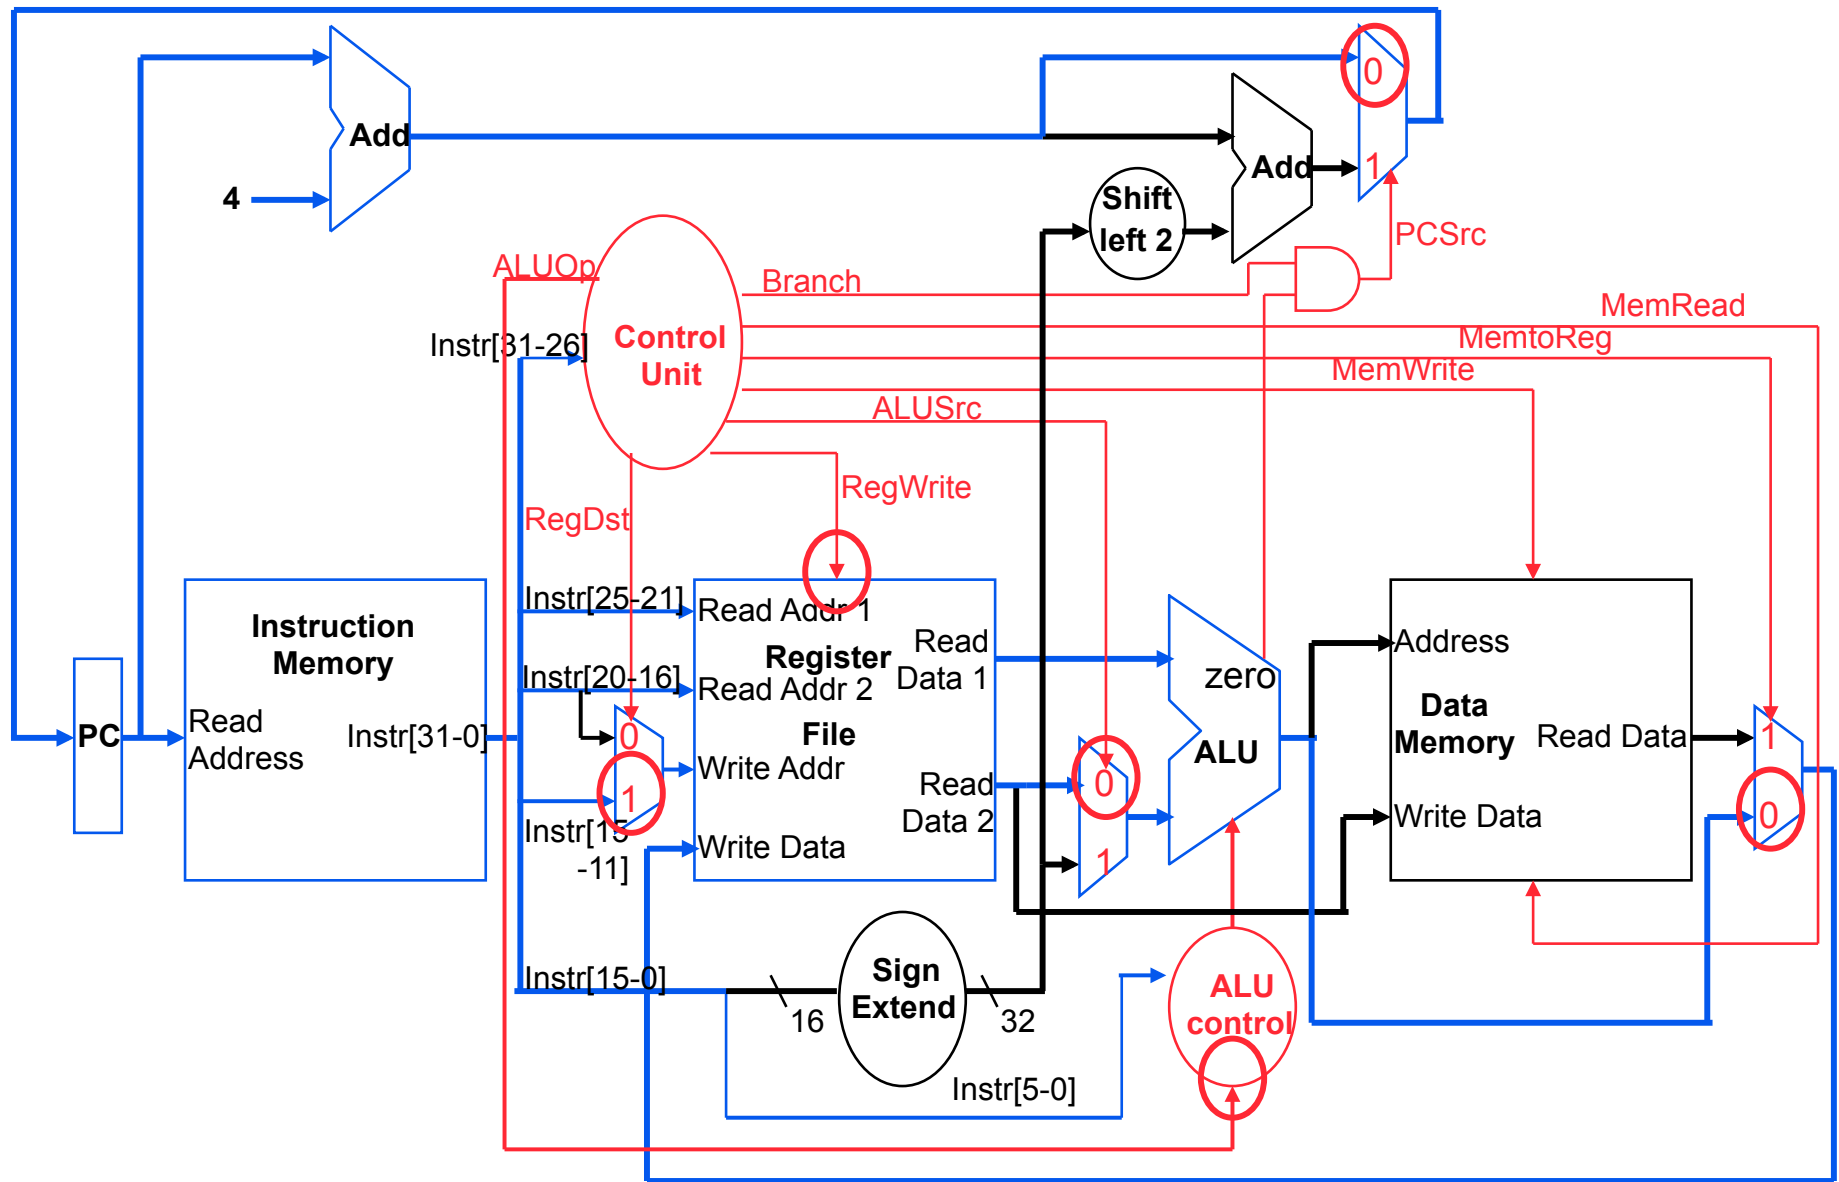 0
Add
Add
1
4
Shift
left 2
PCSrc
ALUOp
Branch
MemRead
Instr[31-26]
Control
Unit
MemtoReg
MemWrite
ALUSrc
RegWrite
RegDst
Instruction
Memory
Instr[25-21]
Read Addr 1
Register
Read
Data 1
Instr[20-16]
Read Addr 2
zero
Address
Data
Memory
PC
Read
Address
Instr[31-0]
0
File
Write Addr
ALU
Read Data
1
1
Read
Data 2
0
0
Write Data
Instr[15
-11]
Write Data
1
Instr[15-0]
16
Sign
Extend
32
ALU
control
Instr[5-0]